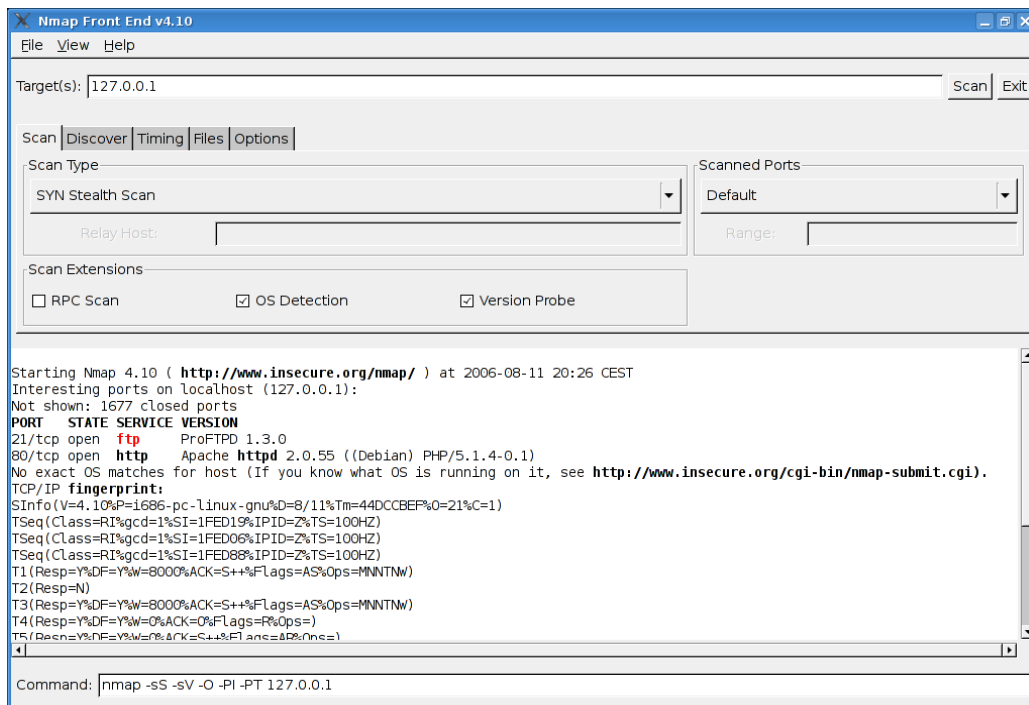 Nmap Front End v4.10
File View Help
Target(s): 127.0.0.1 Scan Exit
Scan Discover Timing Files Options
Scan Type
SYN Stealth Scan
Relay Host:
Scanned Ports
Default
Range:
Scan Extensions
RPC Scan OS Detection Version Probe
Starting Nmap 4.10 ( http://www.insecure.org/nmap/ ) at 2006-08-11 20:26 CEST
Interesting ports on localhost (127.0.0.1):
Not shown: 1677 closed ports
PORT STATE SERVICE VERSION
21/tcp open ftp ProFTPD 1.3.0
80/tcp open http Apache httpd 2.0.55 ((Debian) PHP/5.1.4-0.1)
No exact OS matches for host (If you know what OS is running on it, see http://www.insecure.org/cgi-bin/nmap-submit.cgi).
TCP/IP fingerprint:
SInfo(V=4.10%P=i686-pc-linux-gnu%D=8/11%Tm=44DCCBEF%O=21%C=1)
TSeq(Class=RI%gcd=1%SI=1FED19%IPID=Z%TS=100HZ)
TSeq(Class=RI%gcd=1%SI=1FED06%IPID=Z%TS=100HZ)
TSeq(Class=RI%gcd=1%SI=1FED88%IPID=Z%TS=100HZ)
T1(Resp=Y%DF=Y%W=8000%ACK=S++%Flags=AS%Ops=MNNTNW)
T2(Resp=N)
T3(Resp=Y%DF=Y%W=8000%ACK=S++%Flags=AS%Ops=MNNTNW)
T4(Resp=Y%DF=Y%W=0%ACK=O%Flags=R%Ops=)
T5(Resp=Y%DF=Y%W=0%ACK=S++%Flags=AR%Ops=)
Command: nmap -sS -sV -O -PI -PT 127.0.0.1